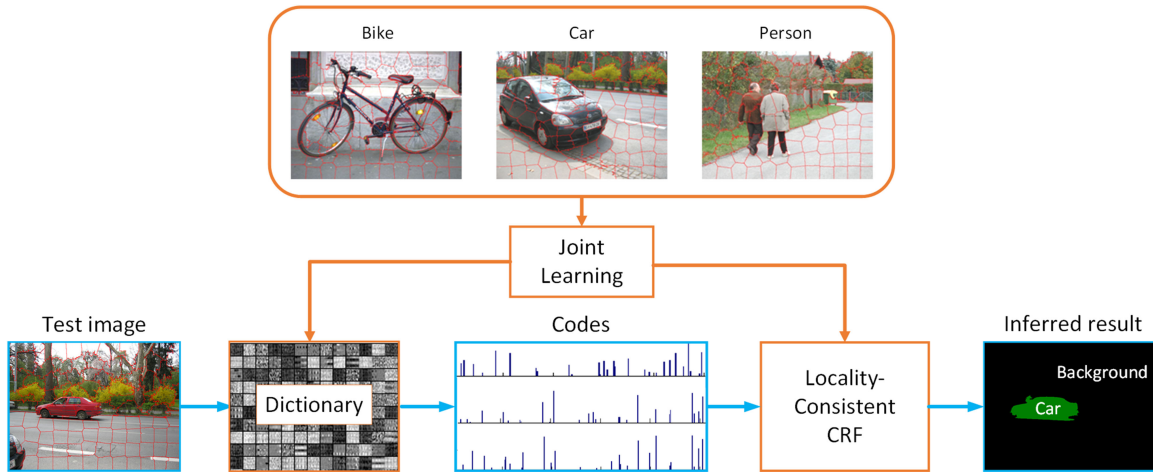 Bike
Car
Person
Joint
Learning
Test image
Codes
Inferred result
Dictionary
Locality-
Consistent
CRF
Background
Car